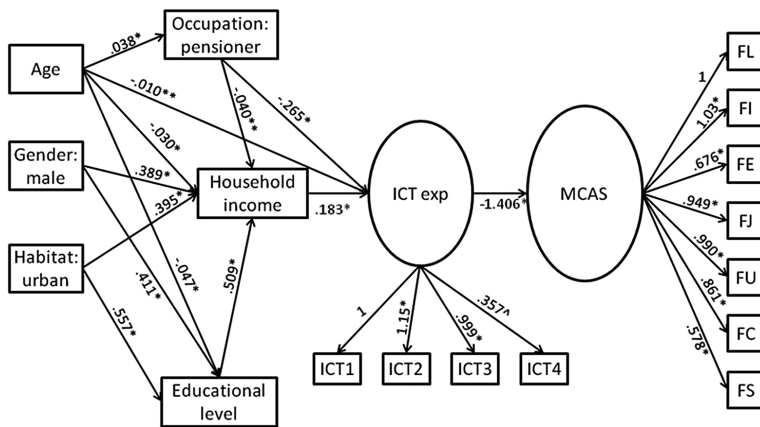 Occupation:
pensioner
Age
Gender:
male
Habitat:
urban
Household
income
Educational
level
ICT exp
MCAS
ICT1
ICT2
ICT3
ICT4
FL
FI
FE
FJ
FU
FC
FS
.038*
-.010**
-.030*
-.040**
-.265*
.389*
.395*
.183*
-1.406*
-.047*
.411*
.509*
.557*
1
1.15*
.999*
.357^
1
1.03*
.676*
.949*
.990*
.861*
.578*